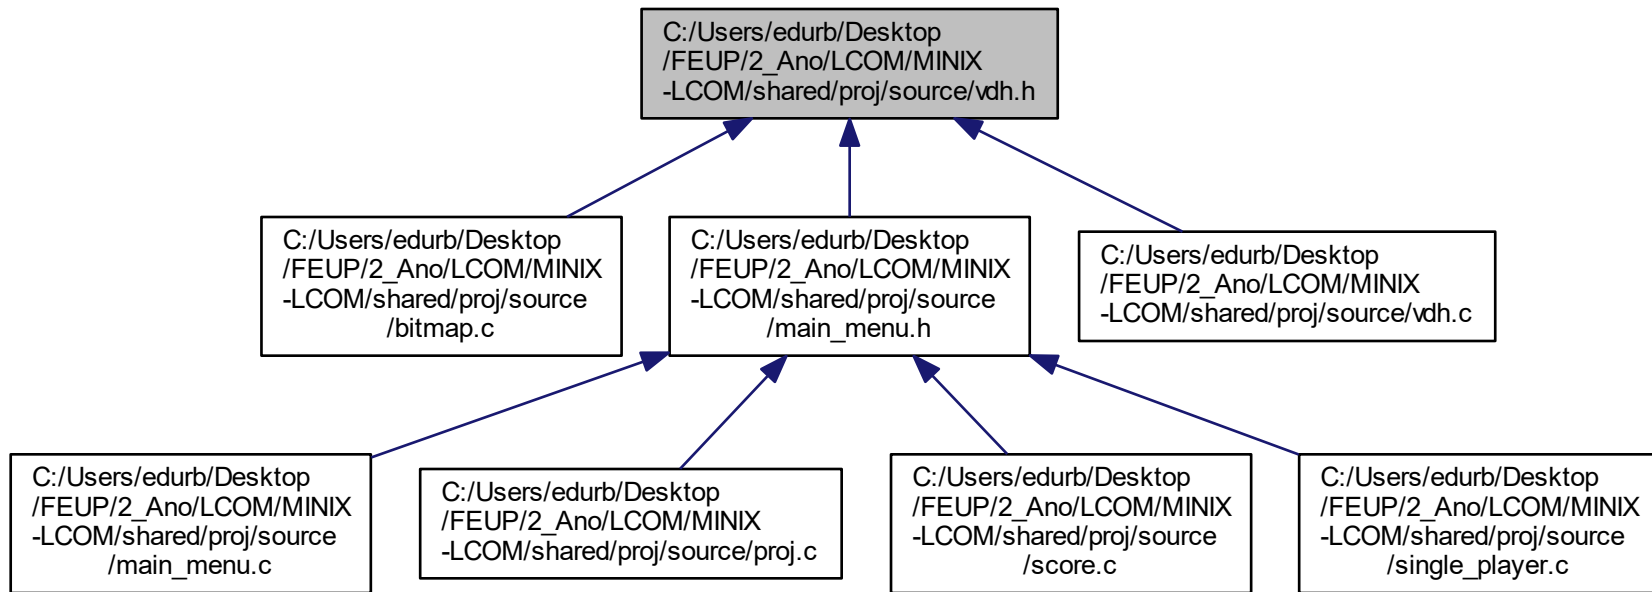 C:/Users/edurb/Desktop
/FEUP/2_Ano/LCOM/MINIX
-LCOM/shared/proj/source/vdh.h
C:/Users/edurb/Desktop
/FEUP/2_Ano/LCOM/MINIX
-LCOM/shared/proj/source
/bitmap.c
C:/Users/edurb/Desktop
/FEUP/2_Ano/LCOM/MINIX
-LCOM/shared/proj/source
/main_menu.h
C:/Users/edurb/Desktop
/FEUP/2_Ano/LCOM/MINIX
-LCOM/shared/proj/source/vdh.c
C:/Users/edurb/Desktop
/FEUP/2_Ano/LCOM/MINIX
-LCOM/shared/proj/source
/main_menu.c
C:/Users/edurb/Desktop
/FEUP/2_Ano/LCOM/MINIX
-LCOM/shared/proj/source/proj.c
C:/Users/edurb/Desktop
/FEUP/2_Ano/LCOM/MINIX
-LCOM/shared/proj/source
/score.c
C:/Users/edurb/Desktop
/FEUP/2_Ano/LCOM/MINIX
-LCOM/shared/proj/source
/single_player.c